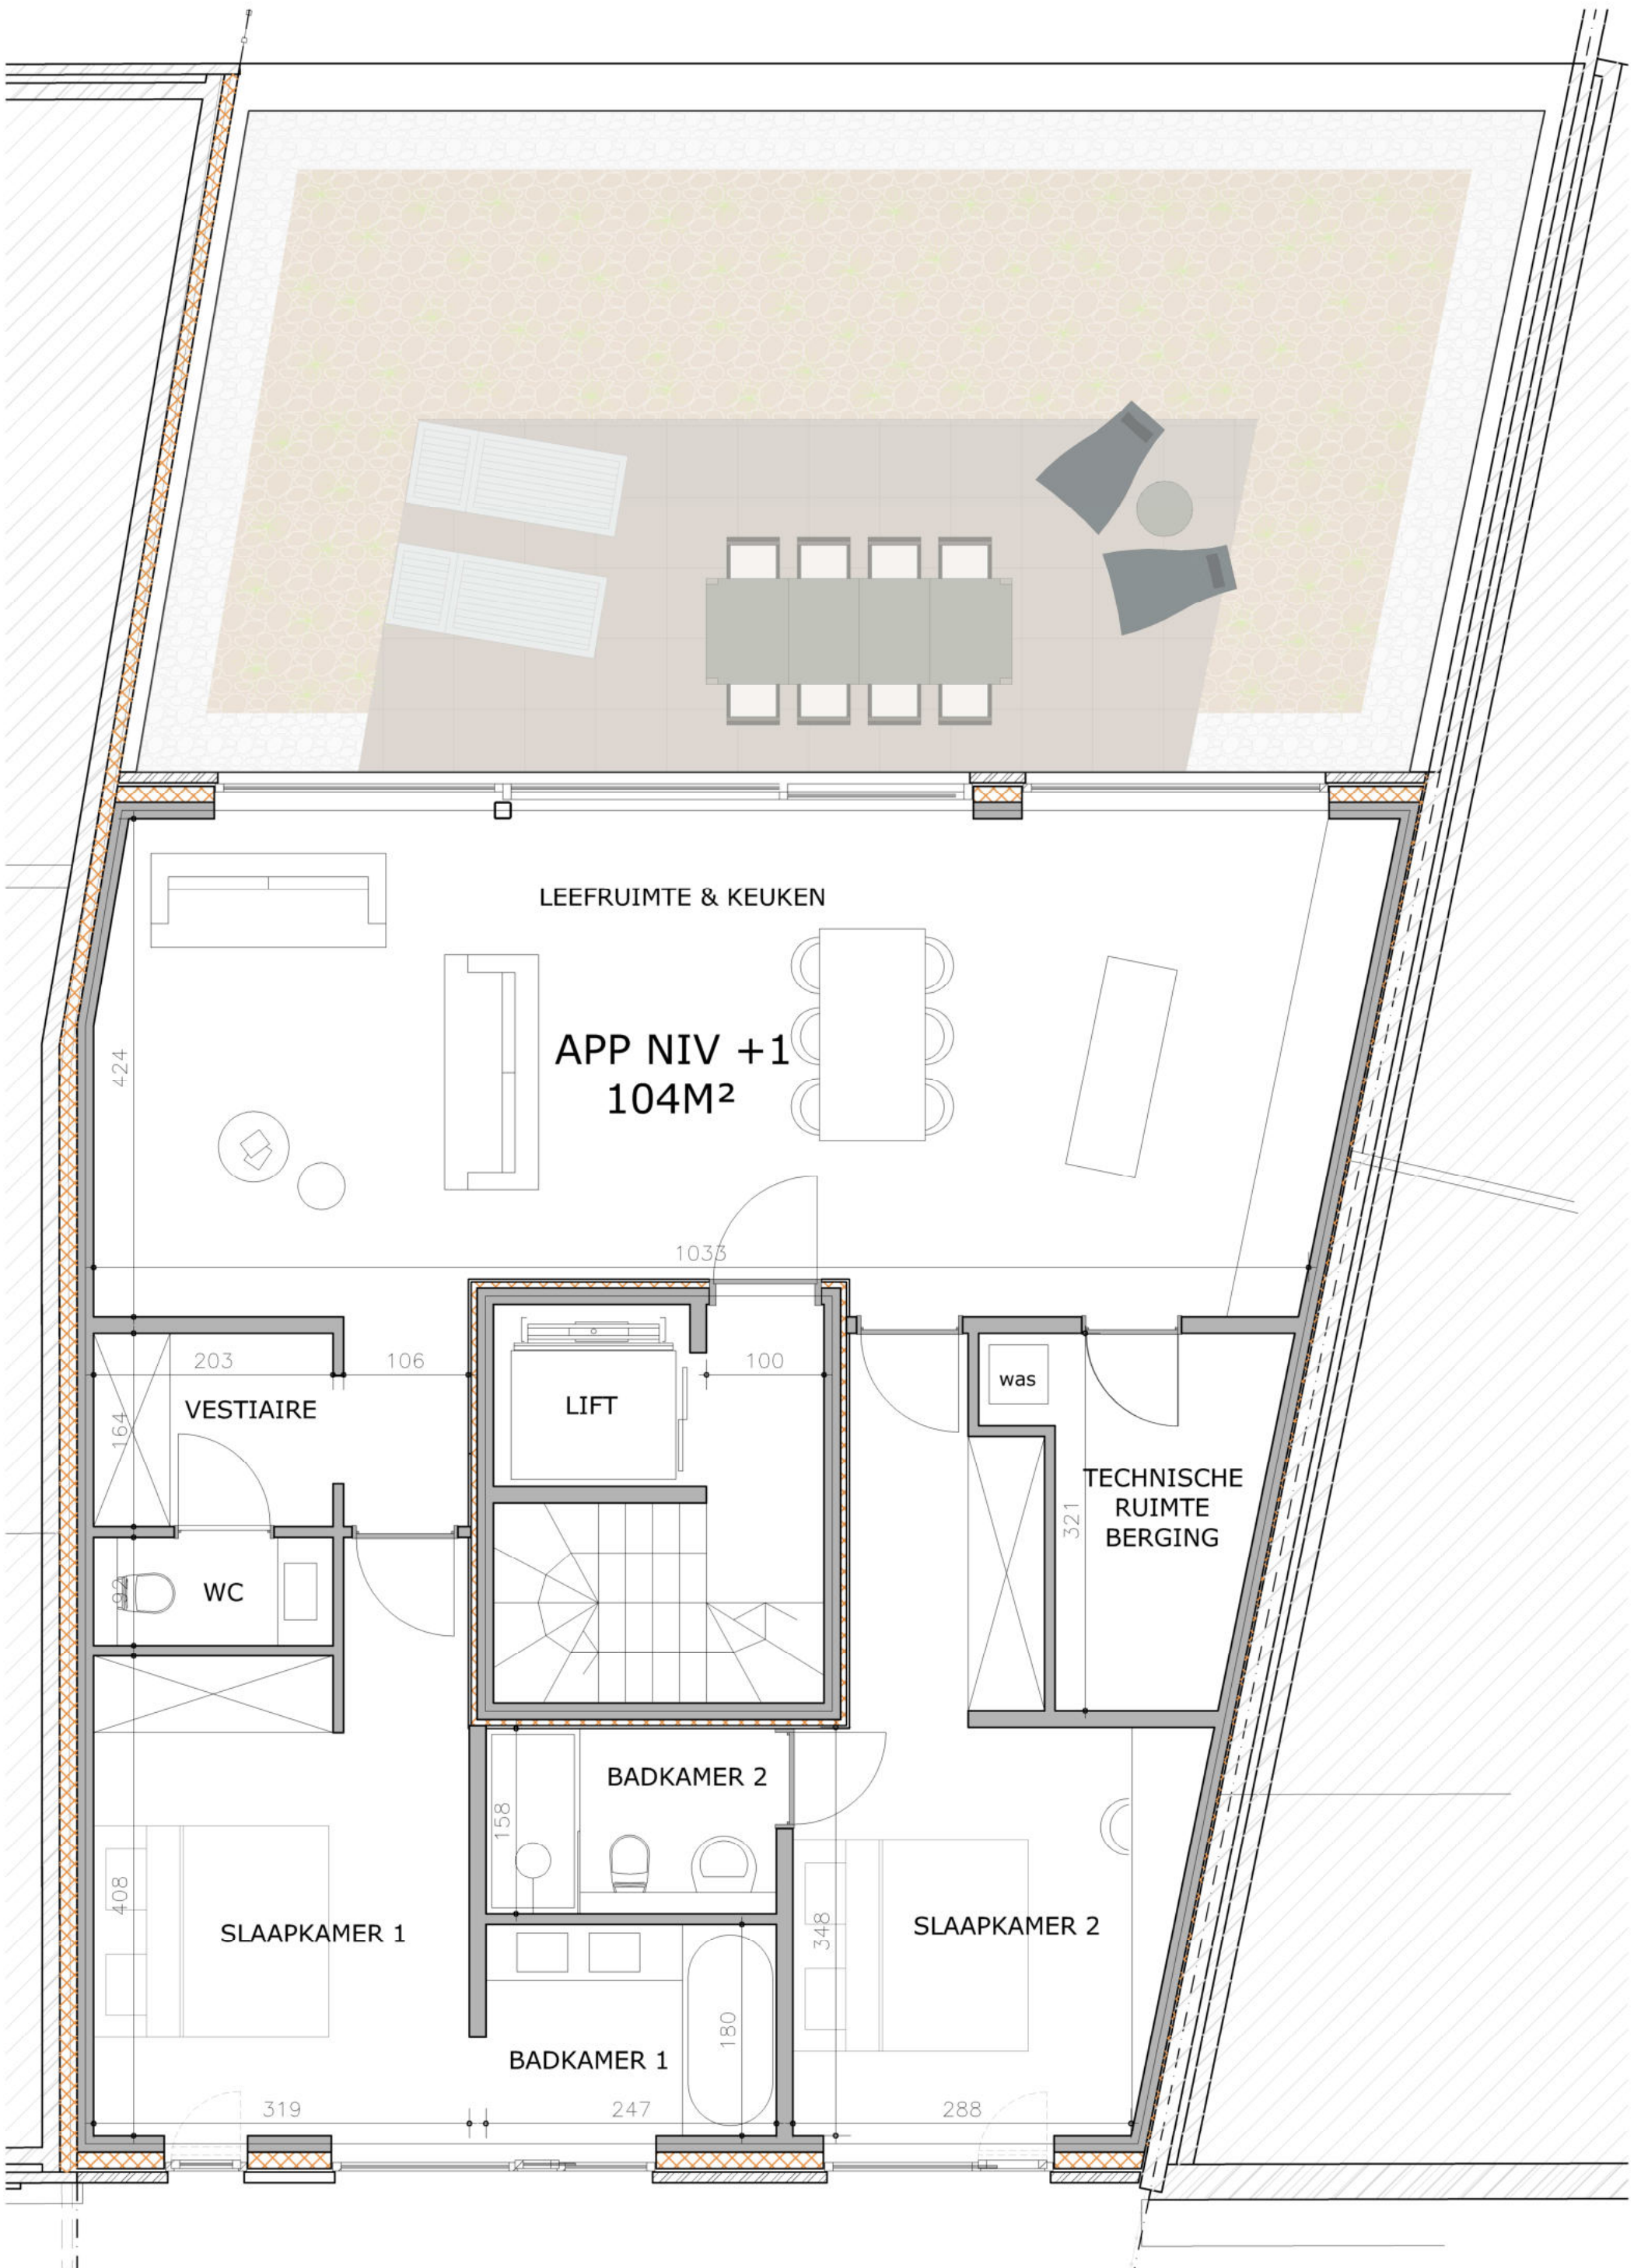 LEEFRUIMTE & KEUKEN
APP NIV +1
104M²
424
1033
203
106
100
LIFT
was
VESTIAIRE
164
TECHNISCHE
RUIMTE
BERGING
321
WC
92
BADKAMER 2
158
408
SLAAPKAMER 1
348
SLAAPKAMER 2
180
BADKAMER 1
319
247
288